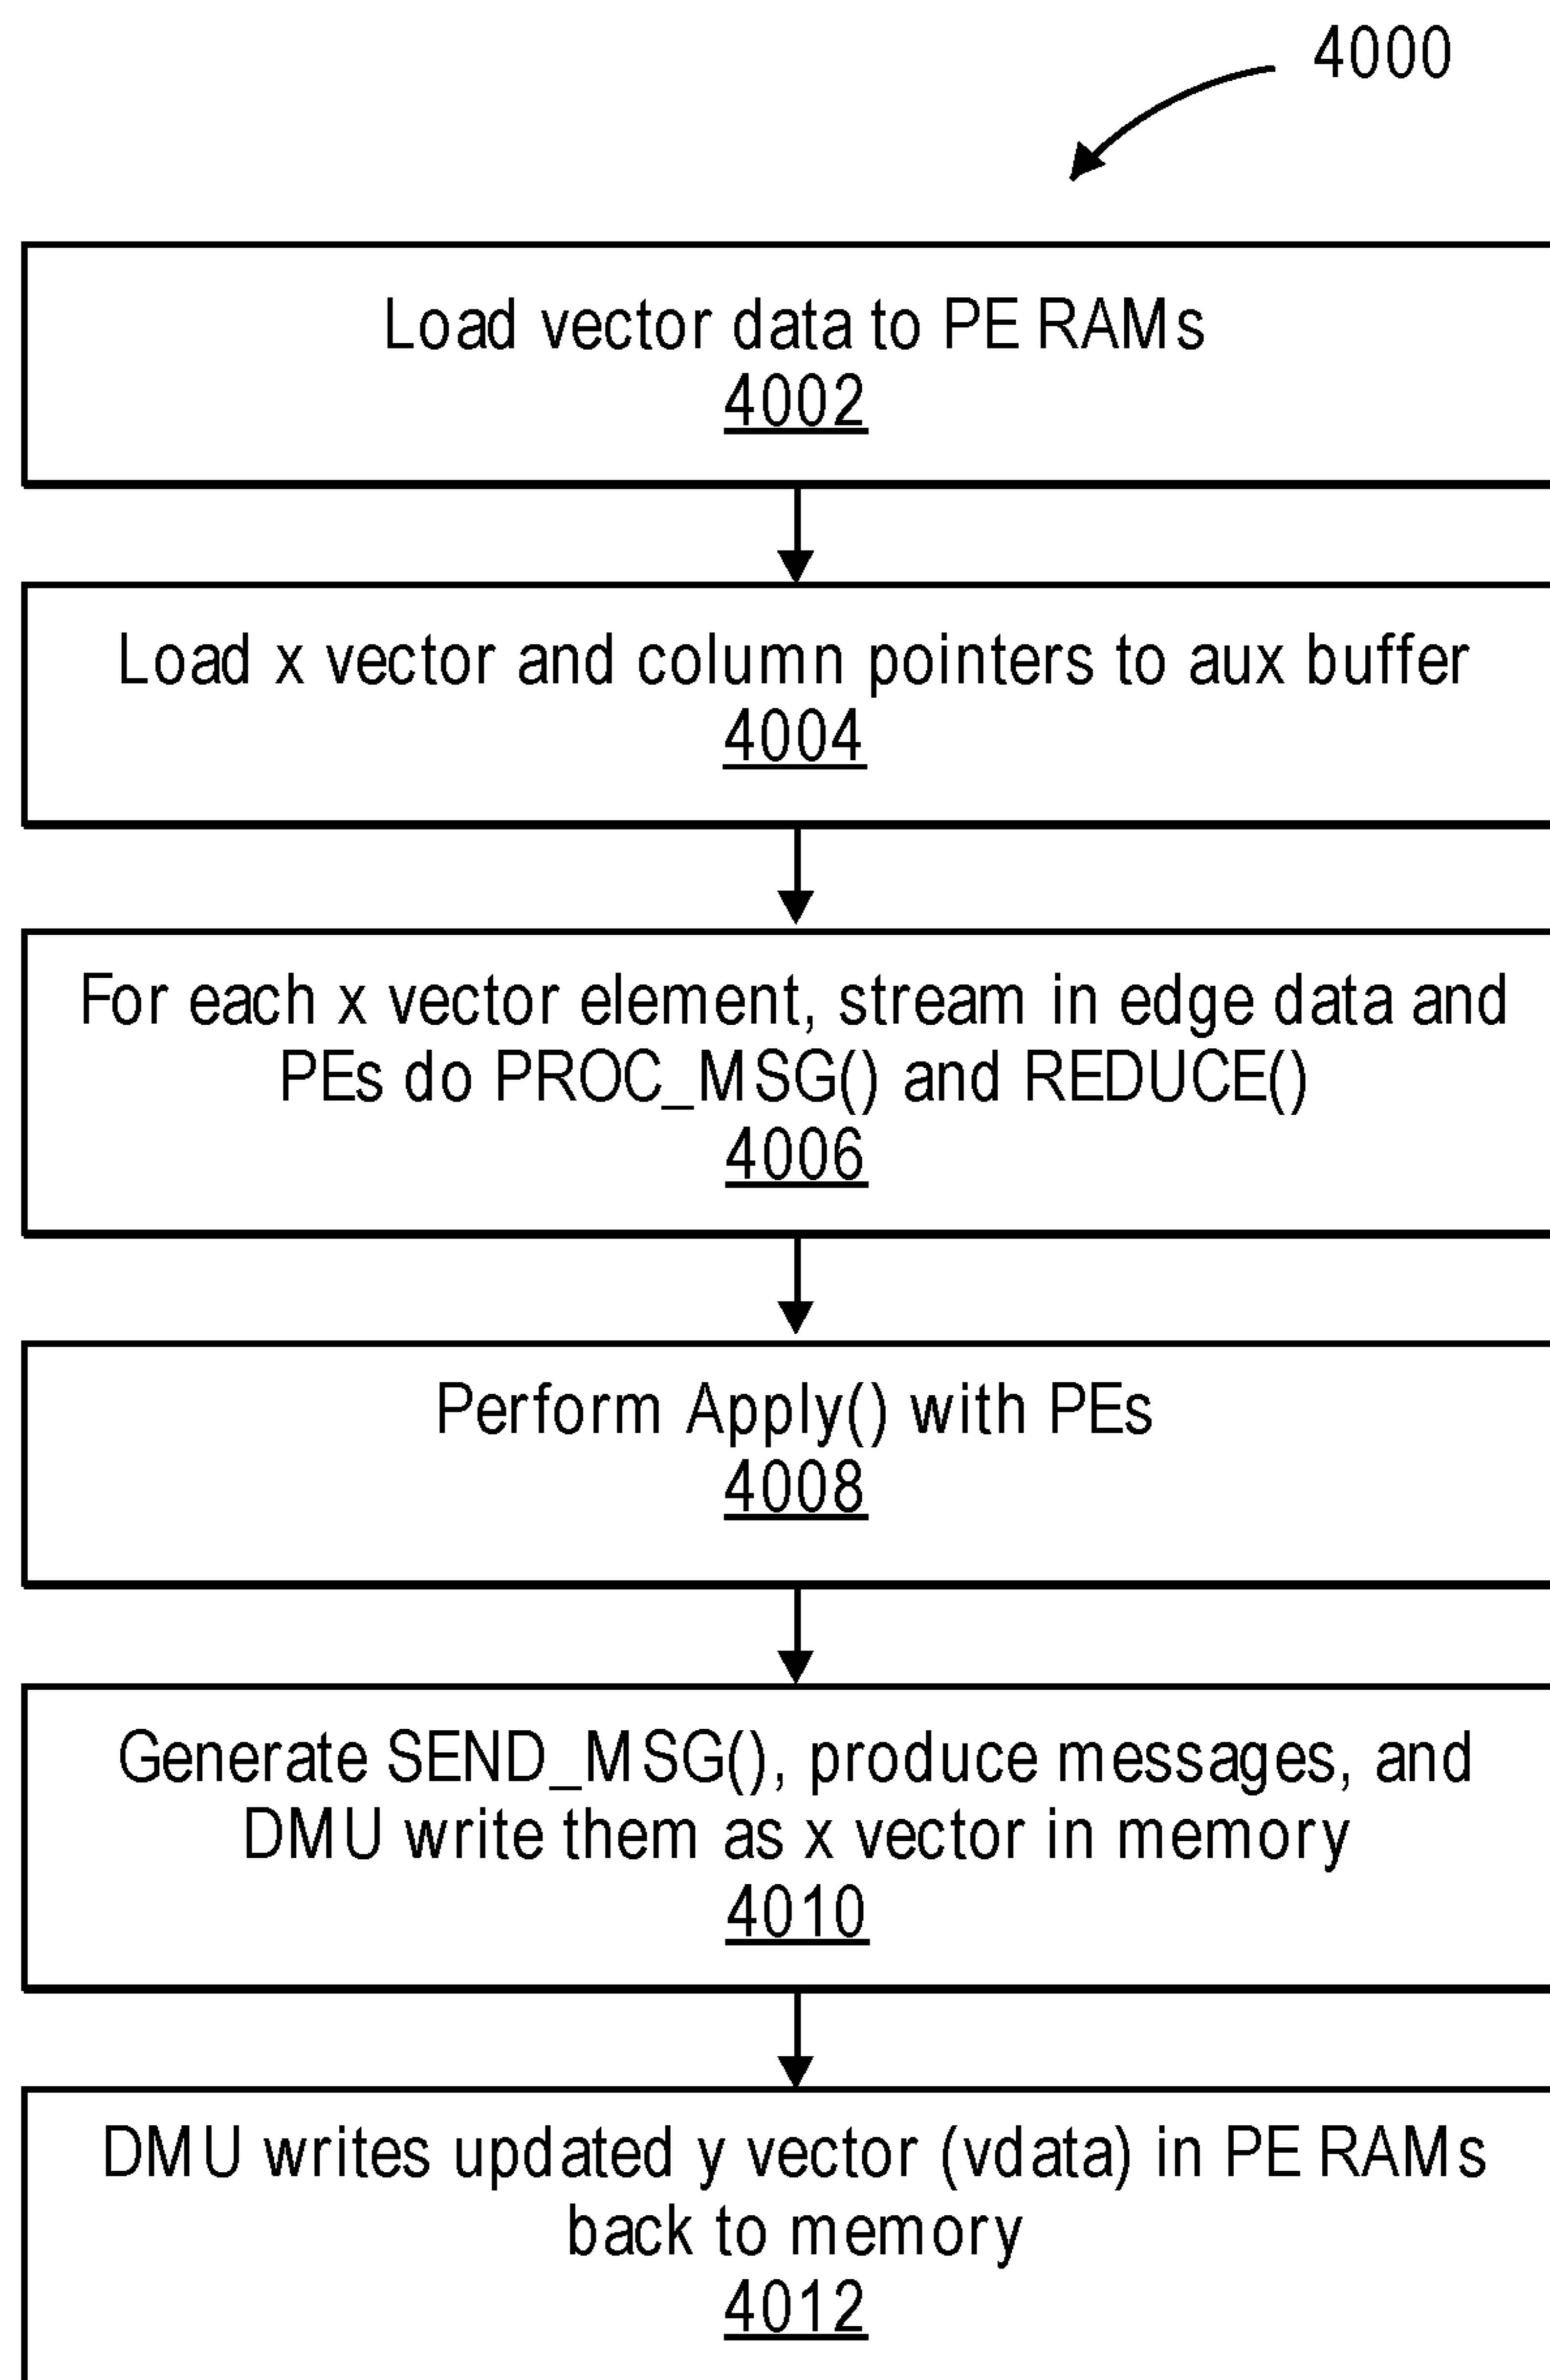 4000
Load vector data to PE RAMs
4002
Load x vector and column pointers to aux buffer
4004
For each x vector element, stream in edge data and
PEs do PROC_MSG() and REDUCE()
4006
Perform Apply() with PEs
4008
Generate SEND_MSG(), produce messages, and
DMU write them as x vector in memory
4010
DMU writes updated y vector (vdata) in PE RAMs
back to memory
4012